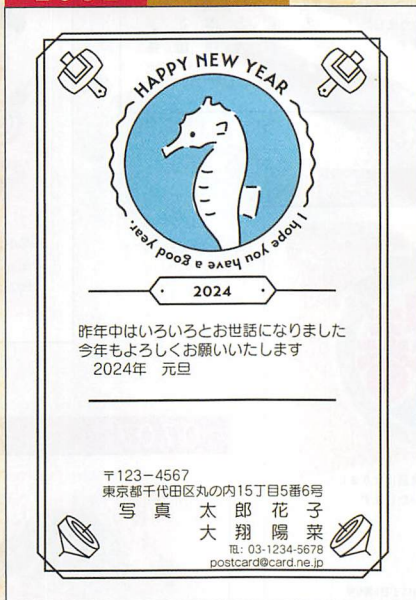 HAPPY NEW YEAR
I hope you have a good year.
2024
昨年中はいろいろとお世話になりました
今年もよろしくお願いいたします
2024年　元旦
〒123-4567
東京都千代田区丸の内15丁目5番6号
写　真　太　郎　花　子
大　翔　陽　菜
TEL: 03-1234-5678
postcard@card.ne.jp